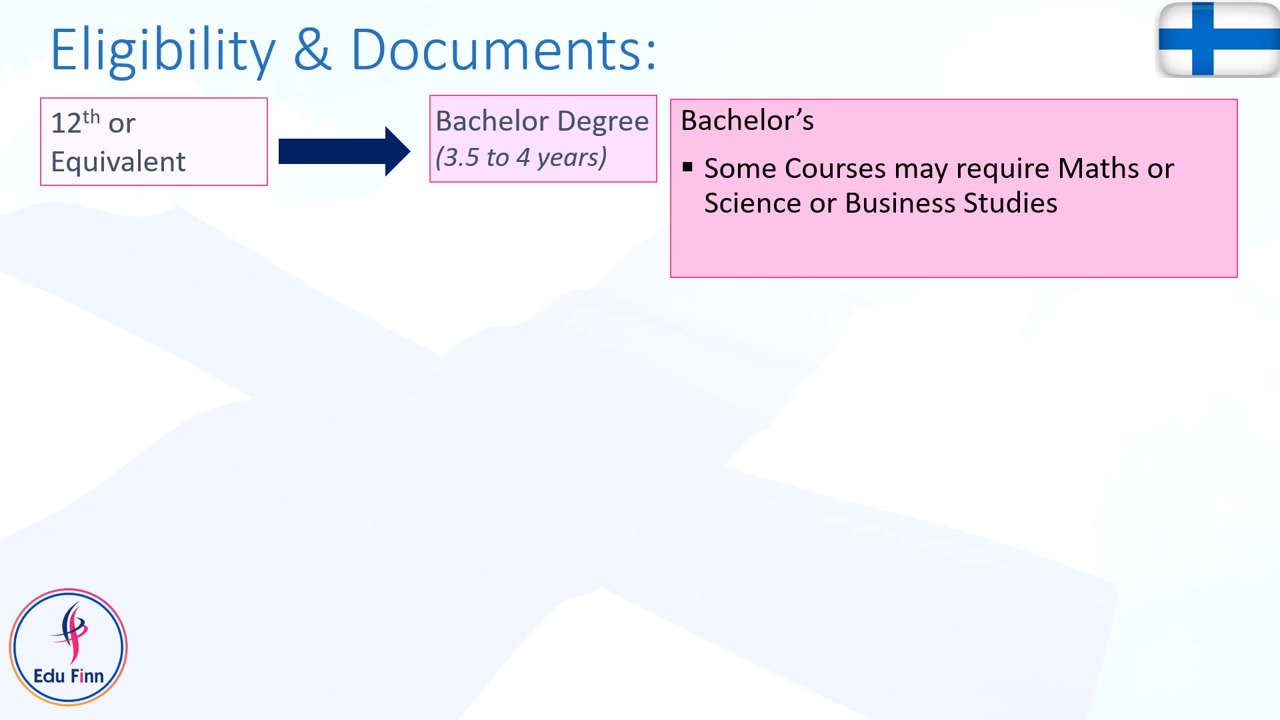 Eligibility & Documents:
12th or
Equivalent
Bachelor Degree
(3.5 to 4 years)
Bachelor’s
▪ Some Courses may require Maths or
Science or Business Studies
Edu Finn